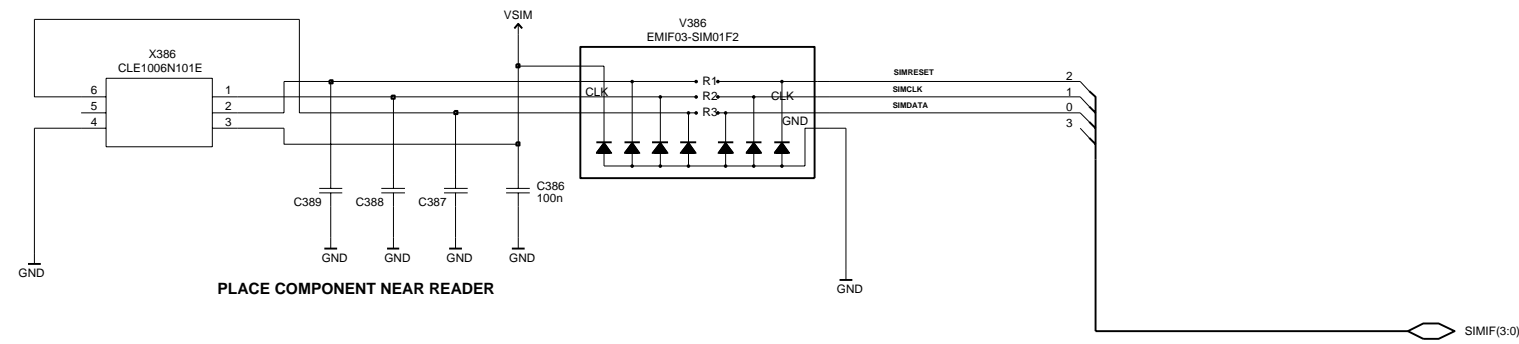 VSIM
V386
EMIF03-SIM01F2
X386
CLE1006N101E
6
5
4
1
2
3
CLK
R1
R2
R3
CLK
GND
SIMRESET
SIMCLK
SIMDATA
2
1
0
3
C389
C388
C387
C386
100n
GND
GND
GND
GND
GND
GND
PLACE COMPONENT NEAR READER
SIMIF(3:0)